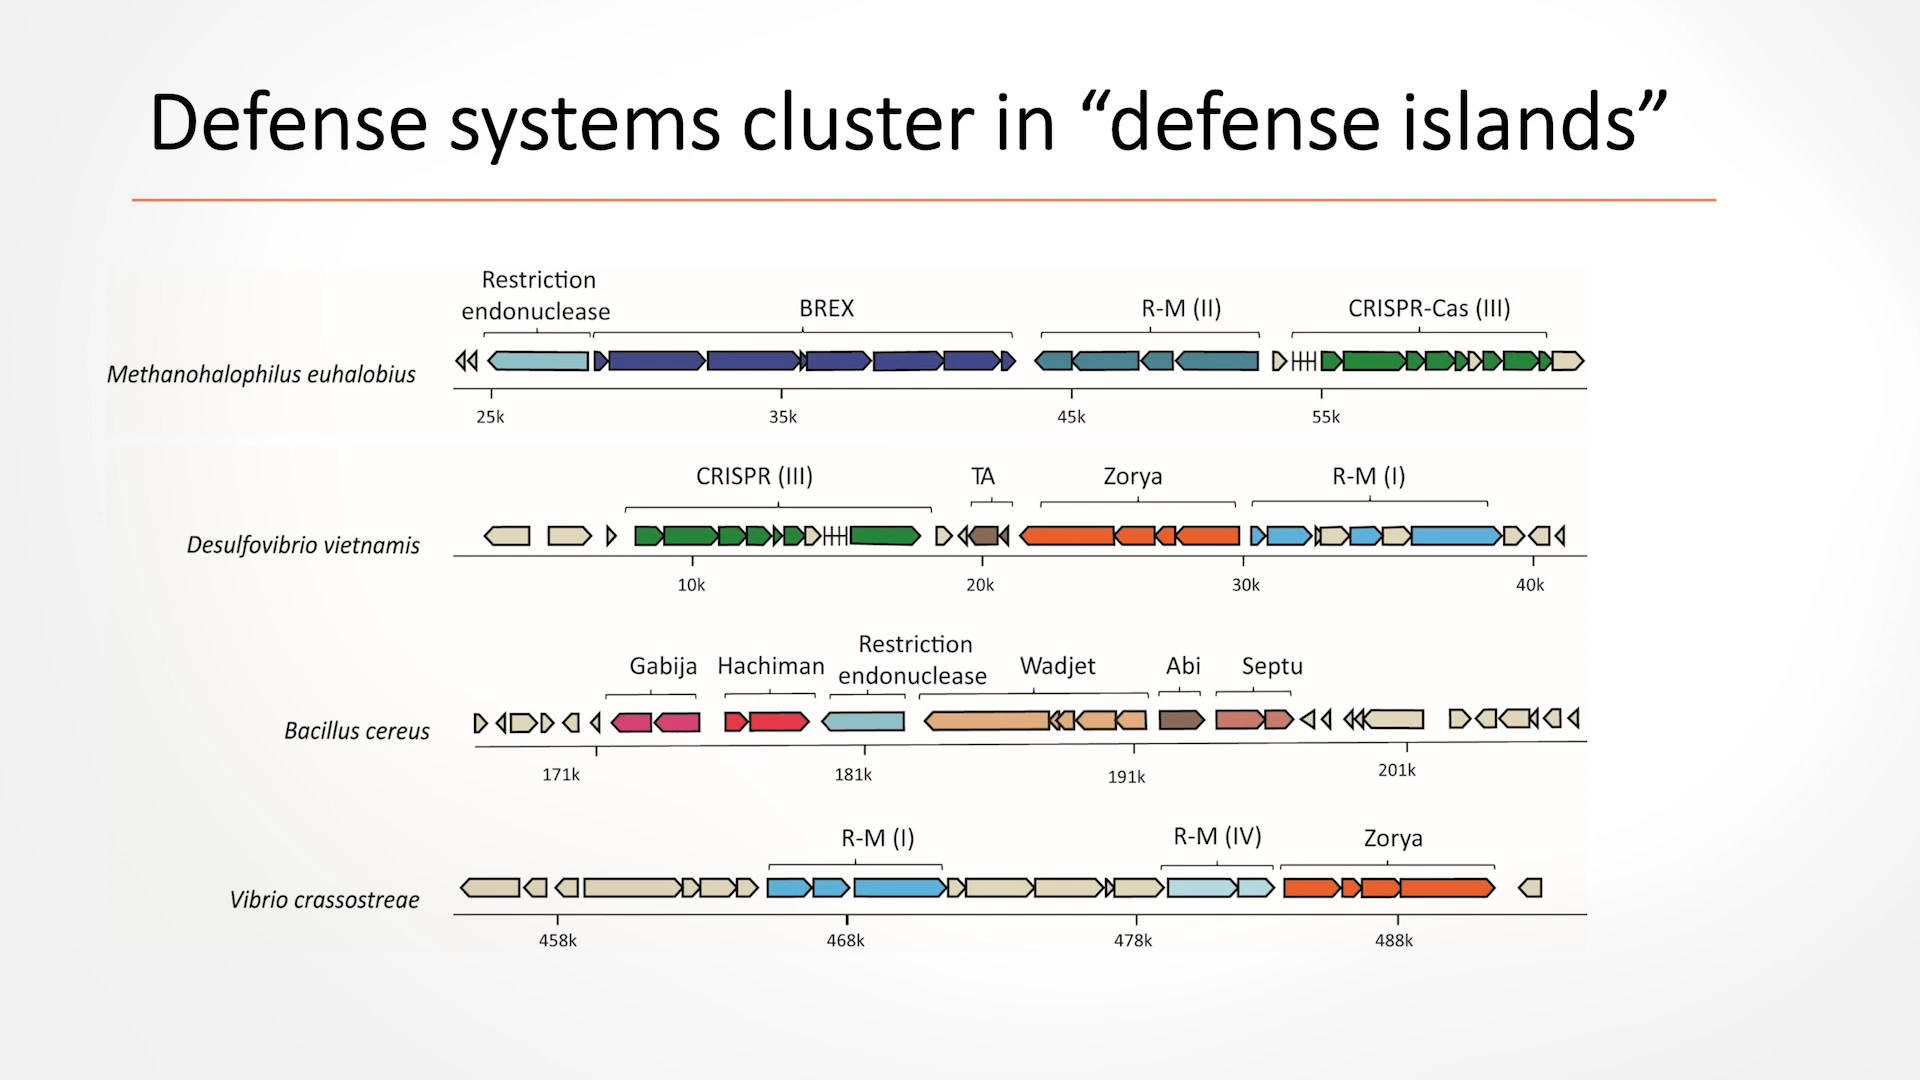 Defense systems cluster in “defense islands”
Restriction
endonuclease
BREX
R-M (II)
CRISPR-Cas (III)
Methanohalophilus euhalobius
25k
35k
45k
55k
CRISPR (III)
TA
Zorya
R-M (I)
Desulfovibrio vietnamis
10k
20k
30k
40k
Gabija
Hachiman
Restriction
endonuclease
Wadjet
Abi
Septu
Bacillus cereus
171k
181k
191k
201k
R-M (I)
R-M (IV)
Zorya
Vibrio crassostreae
458k
468k
478k
488k